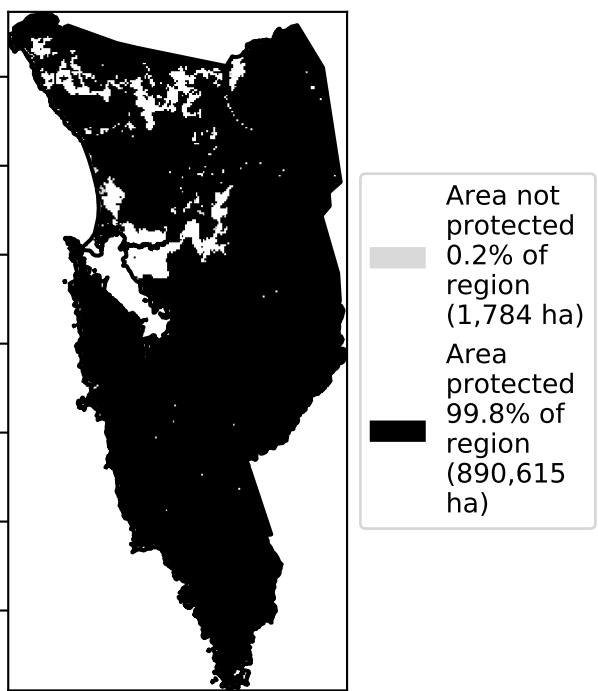 Area not
protected
0.2% of
region
(1,784 ha)
Area
protected
99.8% of
region
(890,615
ha)